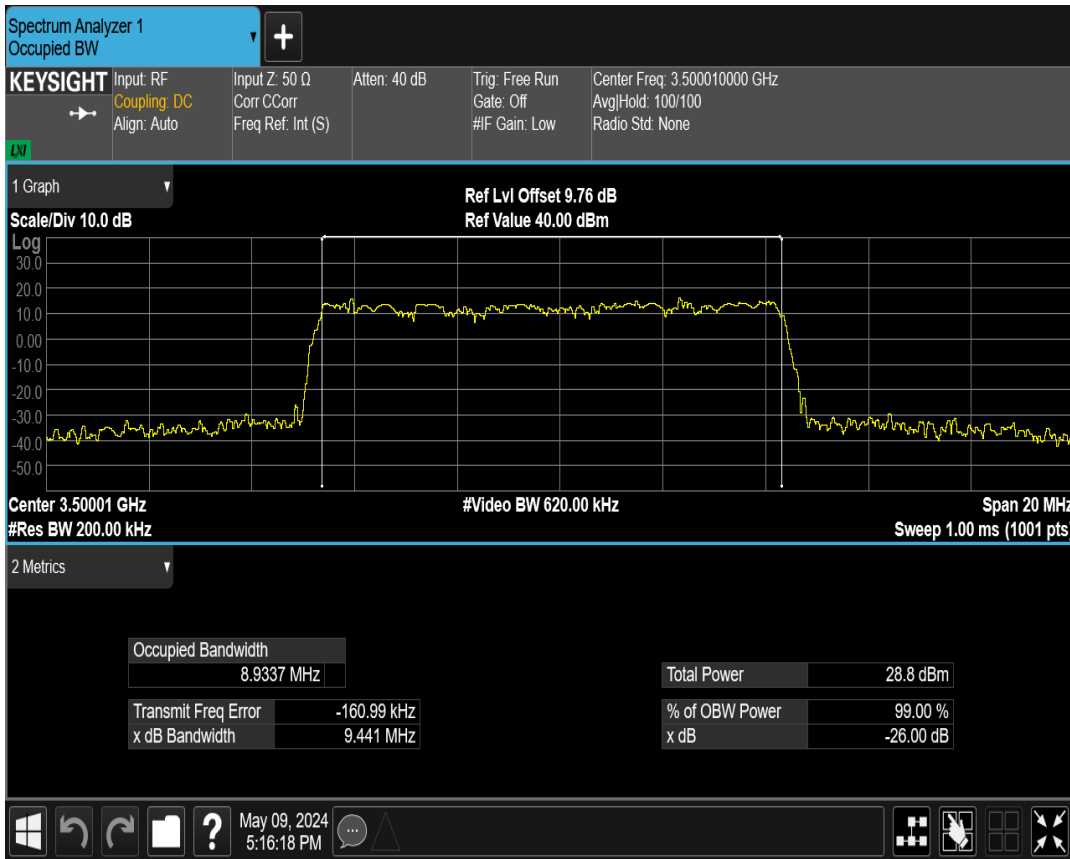 Spectrum Analyzer 1
Occupied BW
+
KEYSIGHT
LXI
Input: RF
Coupling: DC
Align: Auto
Input Z: 50 Ω
Corr CCorr
Freq Ref: Int (S)
Atten: 40 dB
Trig: Free Run
Gate: Off
#IF Gain: Low
Center Freq: 3.500010000 GHz
Avg|Hold: 100/100
Radio Std: None
1 Graph
Scale/Div 10.0 dB
Ref Lvl Offset 9.76 dB
Ref Value 40.00 dBm
Log
30.0
20.0
10.0
0.00
-10.0
-20.0
-30.0
-40.0
-50.0
Center 3.50001 GHz
#Video BW 620.00 kHz
Span 20 MHz
#Res BW 200.00 kHz
Sweep 1.00 ms (1001 pts)
2 Metrics
Occupied Bandwidth
8.9337 MHz
Total Power 28.8 dBm
Transmit Freq Error -160.99 kHz
% of OBW Power 99.00 %
x dB Bandwidth 9.441 MHz
x dB -26.00 dB
?
May 09, 2024
5:16:18 PM